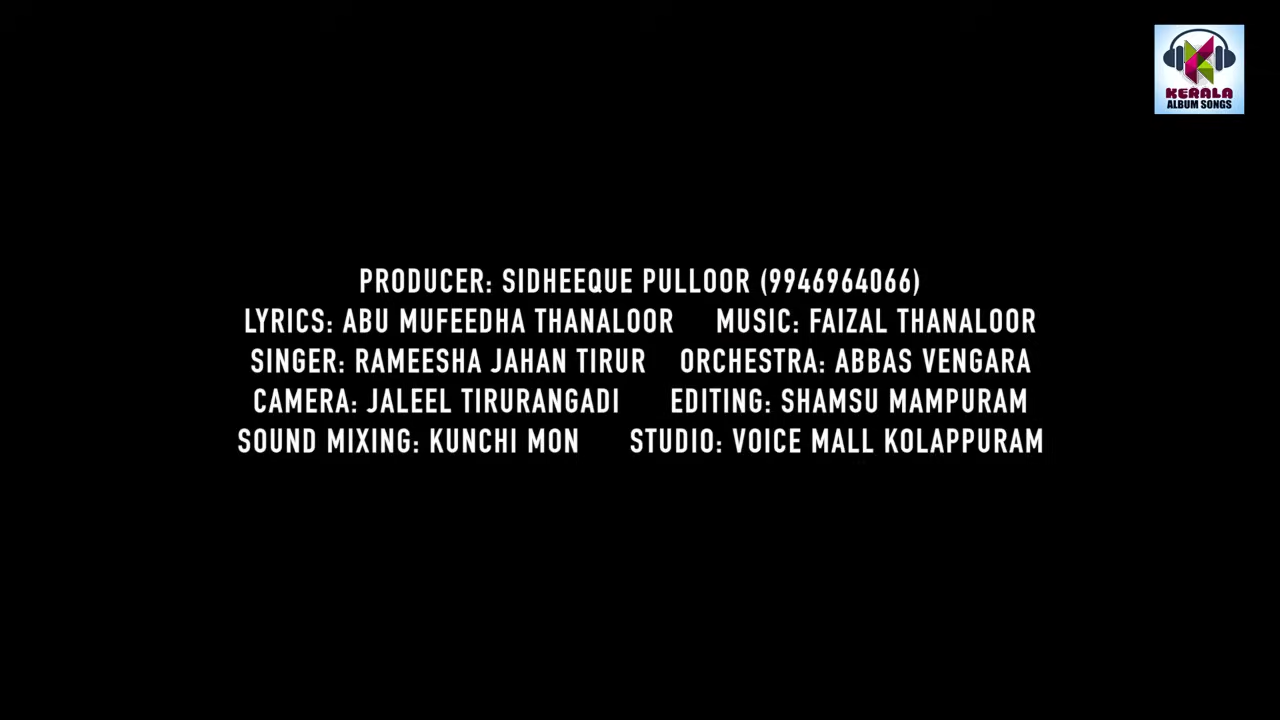 KERALA
ALBUM SONGS
PRODUCER: SIDHEEQUE PULLOOR (9946964066)
LYRICS: ABU MUFEEDHA THANALOOR MUSIC: FAIZAL THANALOOR
SINGER: RAMEESHA JAHAN TIRUR ORCHESTRA: ABBAS VENGARA
CAMERA: JALEEL TIRURANGADI EDITING: SHAMSU MAMPURAM
SOUND MIXING: KUNCHI MON STUDIO: VOICE MALL KOLAPPURAM